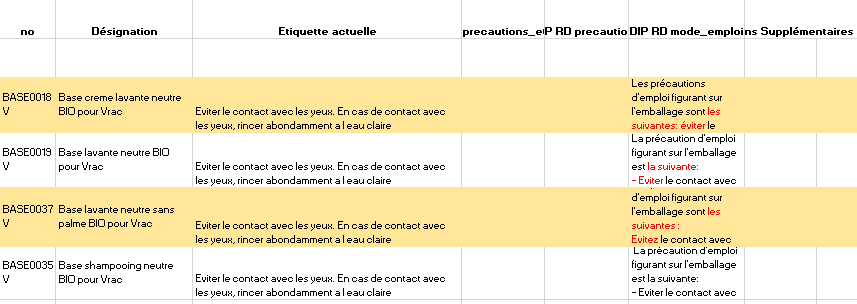 no Désignation Etiquette actuelle precautions_et P RD precautio DIP RD mode_emploi ns Supplémentaires
BASE0018
V
Base creme lavante neutre
BIO pour Vrac
Eviter le contact avec les yeux. En cas de contact avec
les yeux, rincer abondamment a l eau claire
Les précautions
d'emploi figurant sur
l'emballage sont les
suivantes: éviter le
BASE0019
V
Base lavante neutre BIO
pour Vrac
Eviter le contact avec les yeux. En cas de contact avec
les yeux, rincer abondamment a l eau claire
La précaution d'emploi
figurant sur l'emballage
est la suivante:
- Eviter le contact avec
BASE0037
V
Base lavante neutre sans
palme BIO pour Vrac
Eviter le contact avec les yeux. En cas de contact avec
les yeux, rincer abondamment a l eau claire
d'emploi figurant sur
l'emballage sont les
suivantes :
Evitez le contact avec
BASE0035
V
Base shampooing neutre
BIO pour Vrac
Eviter le contact avec les yeux. En cas de contact avec
les yeux, rincer abondamment a l eau claire
La précaution d'emploi
figurant sur l'emballage
est la suivante:
- Eviter le contact avec